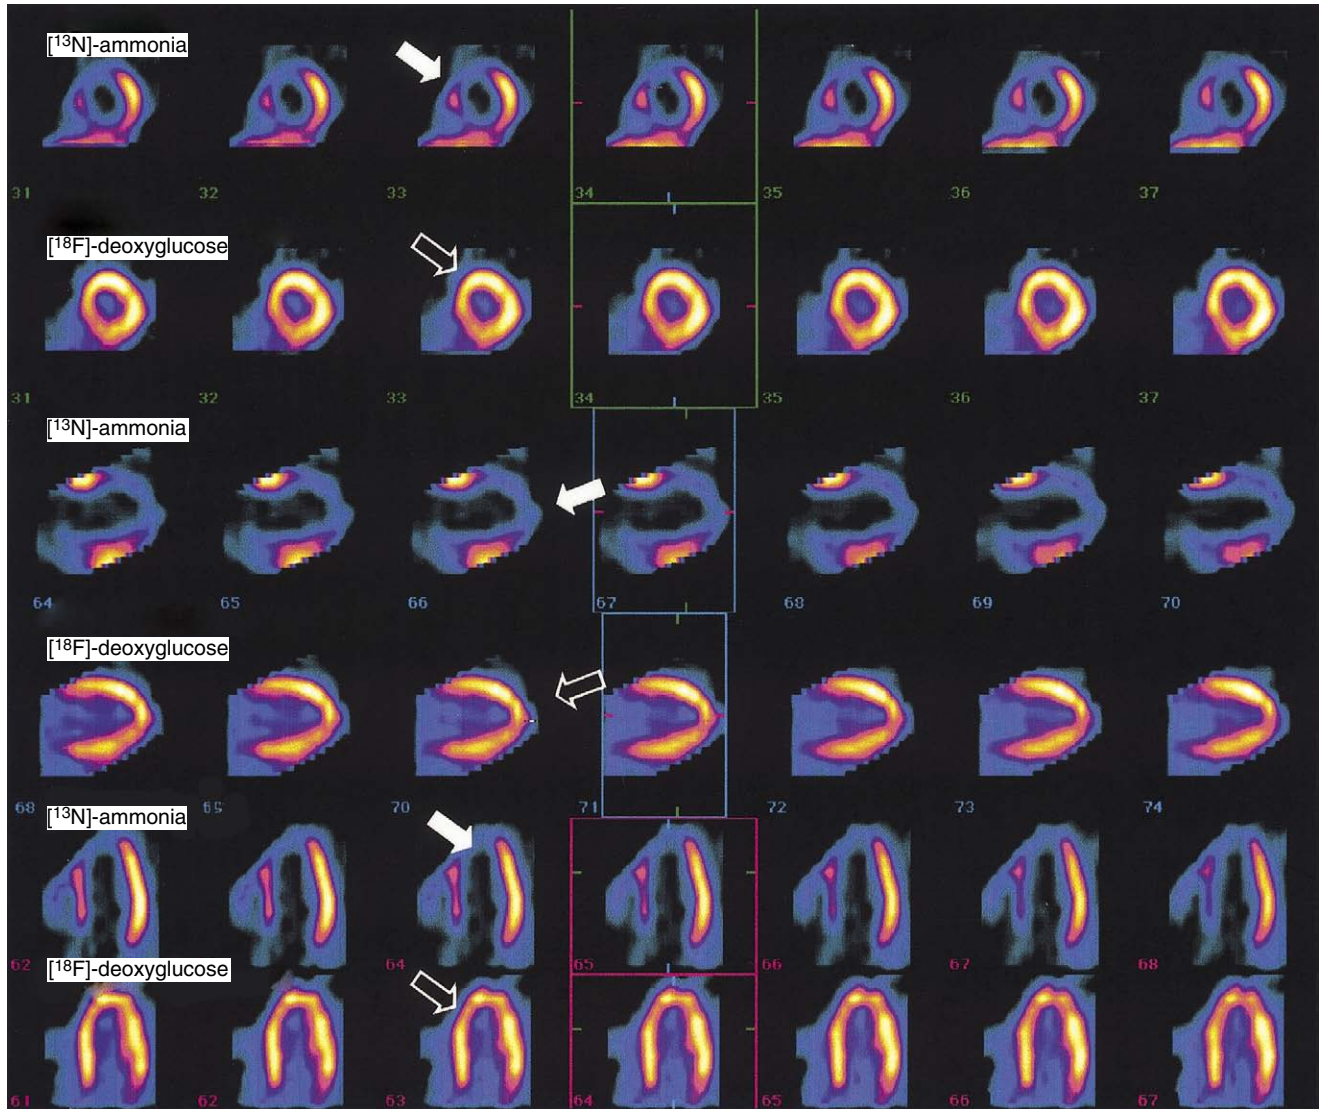 [¹³N]-ammonia
31 32 33 34 35 36 37
[¹⁸F]-deoxyglucose
31 32 33 34 35 36 37
[¹³N]-ammonia
64 65 66 67 68 69 70
[¹⁸F]-deoxyglucose
68 69 70 71 72 73 74
[¹³N]-ammonia
62 64 65 66 67 68
[¹⁸F]-deoxyglucose
61 62 63 64 65 66 67